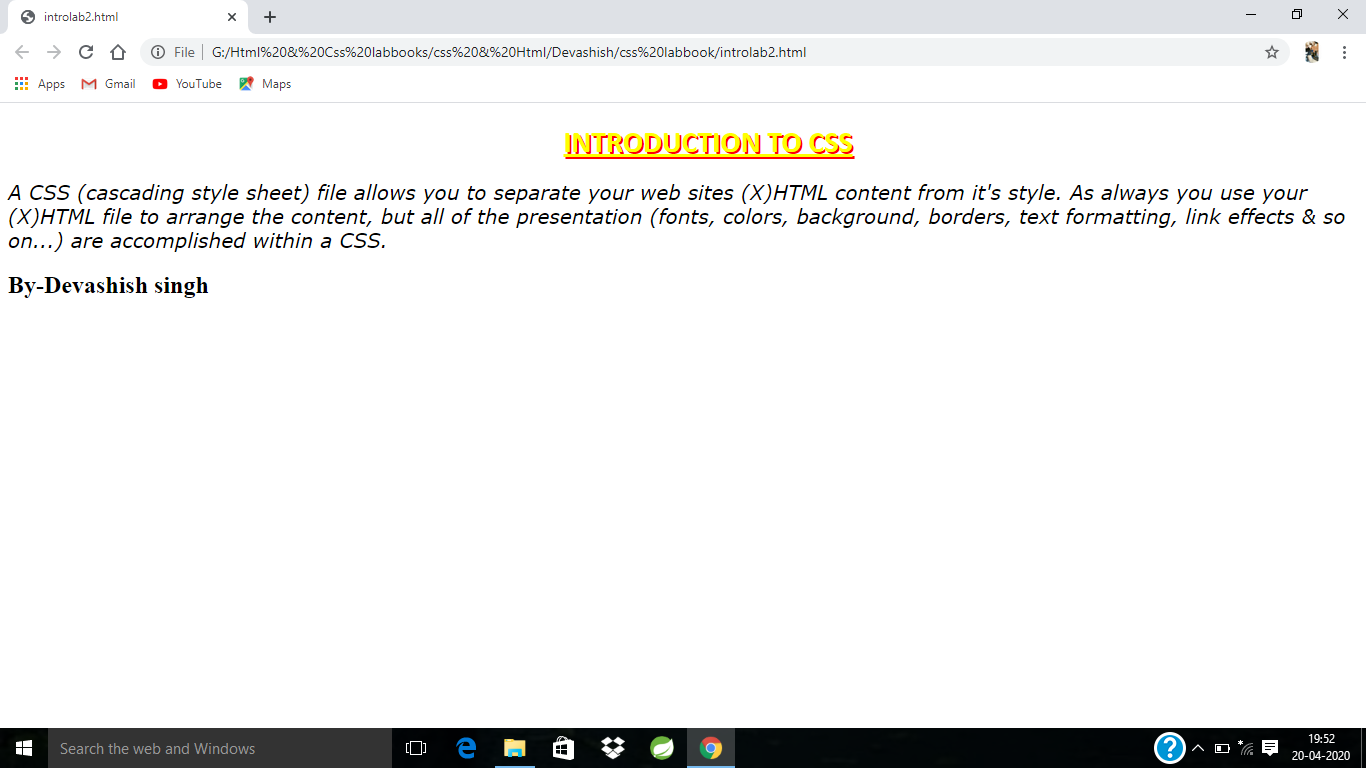 introlab2.html
File G:/Html%20&%20Css%20labbooks/css%20&%20Html/Devashish/css%20labbook/introlab2.html
Apps Gmail YouTube Maps
INTRODUCTION TO CSS
A CSS (cascading style sheet) file allows you to separate your web sites (X)HTML content from it's style. As always you use your
(X)HTML file to arrange the content, but all of the presentation (fonts, colors, background, borders, text formatting, link effects & so
on...) are accomplished within a CSS.
By-Devashish singh
Search the web and Windows
19:52
20-04-2020